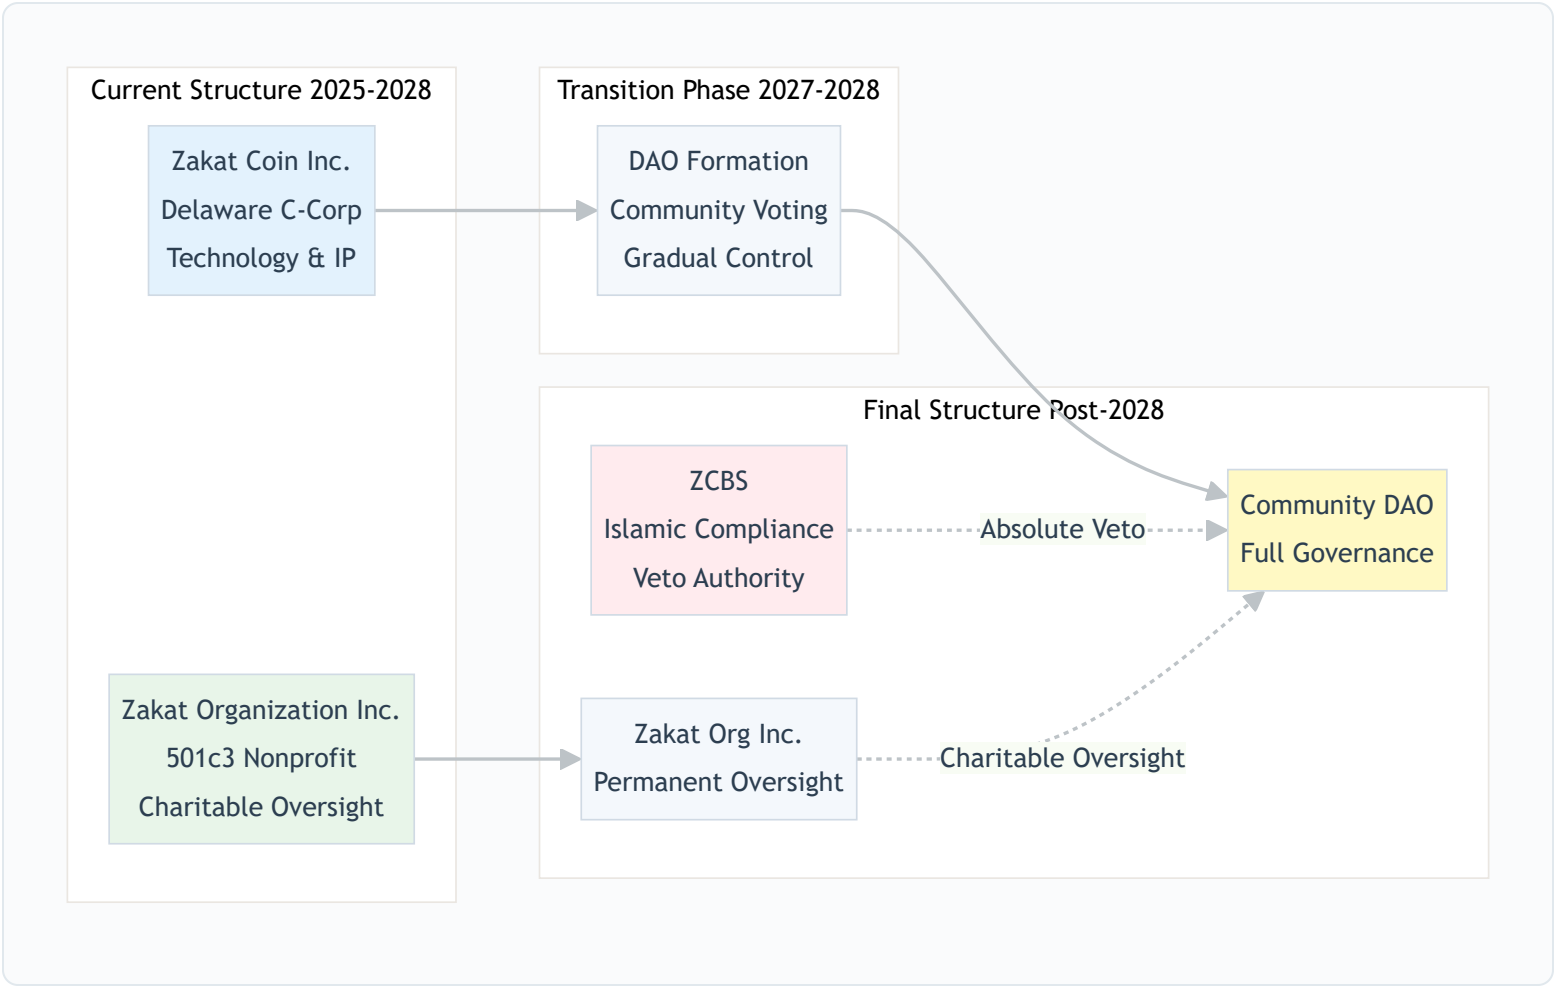 Current Structure 2025-2028
Zakat Coin Inc.
Delaware C-Corp
Technology & IP
Zakat Organization Inc.
501c3 Nonprofit
Charitable Oversight
Transition Phase 2027-2028
DAO Formation
Community Voting
Gradual Control
Final Structure Post-2028
ZCBS
Islamic Compliance
Veto Authority
Absolute Veto
Community DAO
Full Governance
Zakat Org Inc.
Permanent Oversight
Charitable Oversight